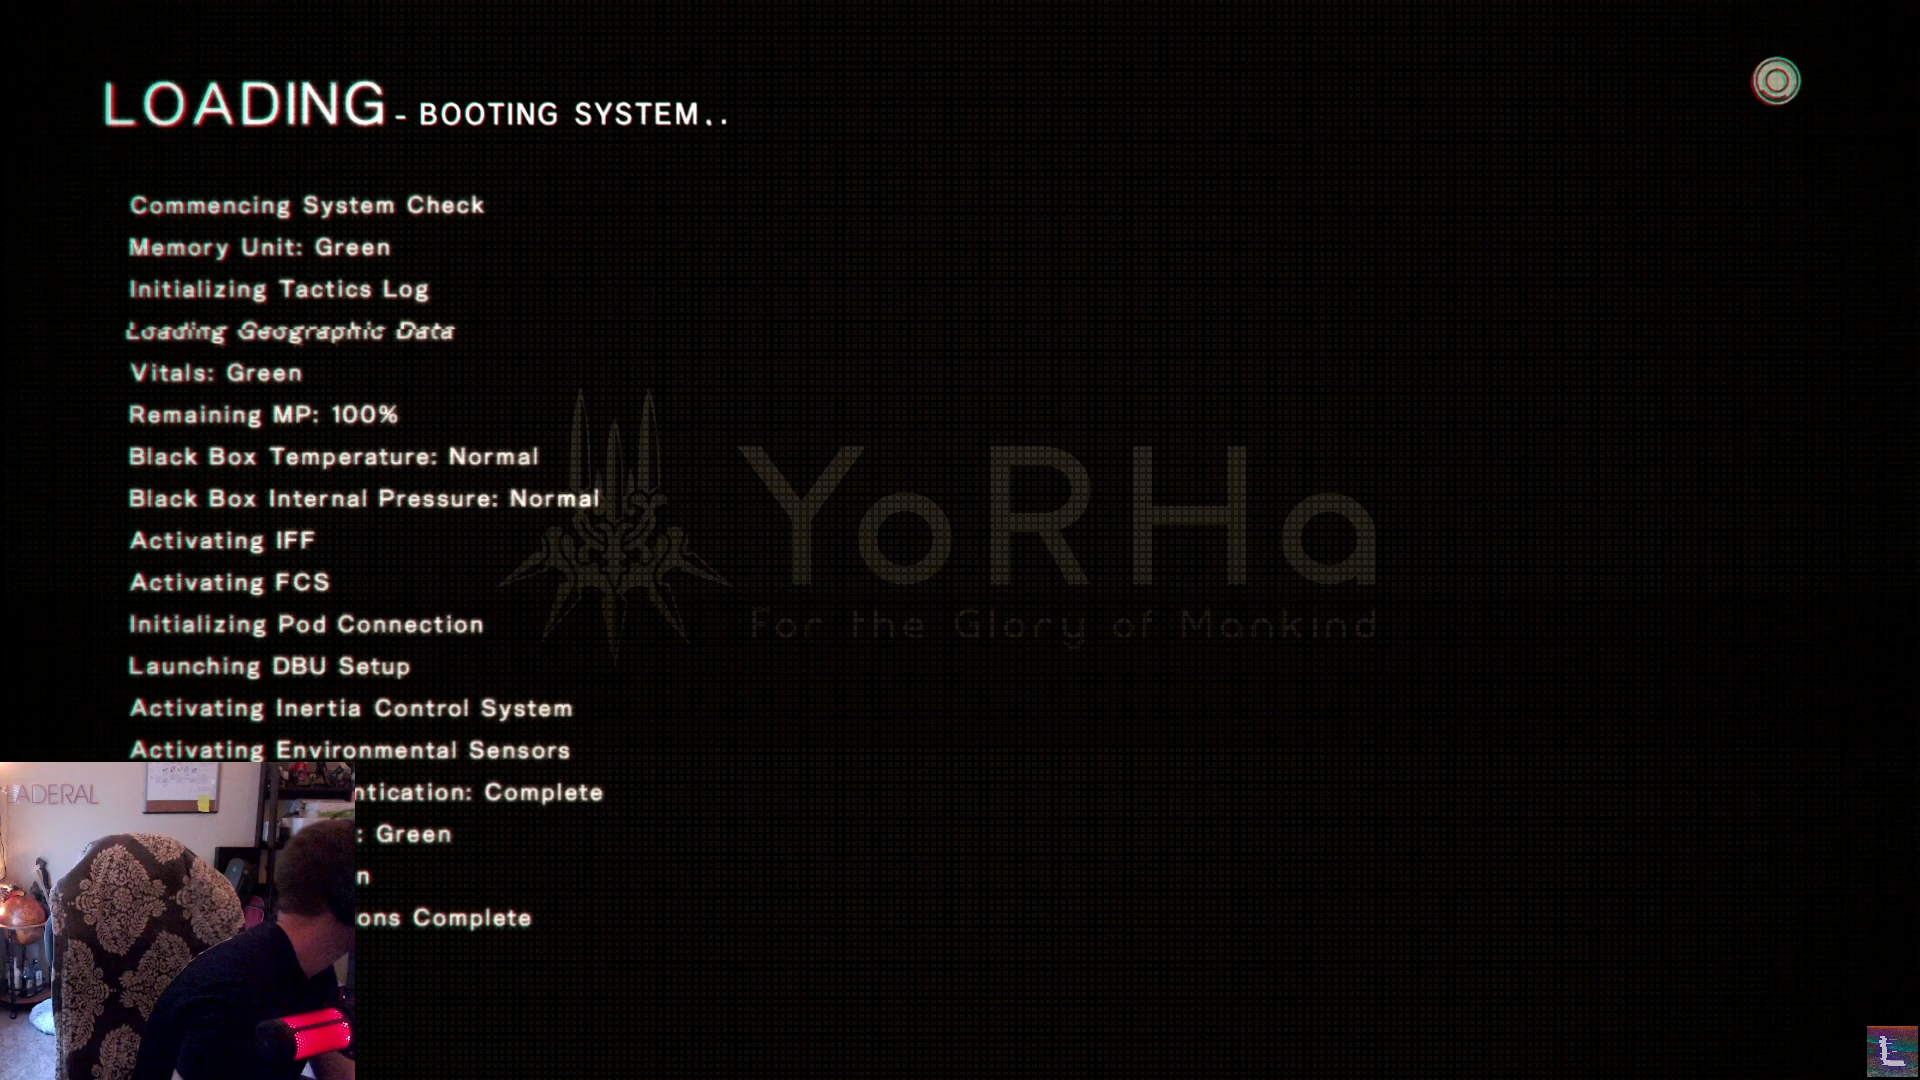 LOADING - BOOTING SYSTEM..
Commencing System Check
Memory Unit: Green
Initializing Tactics Log
Loading Geographic Data
Vitals: Green
Remaining MP: 100%
Black Box Temperature: Normal
Black Box Internal Pressure: Normal
Activating IFF
Activating FCS
Initializing Pod Connection
Launching DBU Setup
Activating Inertia Control System
Activating Environmental Sensors
ntication: Complete
: Green
n
ons Complete
YoRHa
For the Glory of Mankind
ADERAL
L